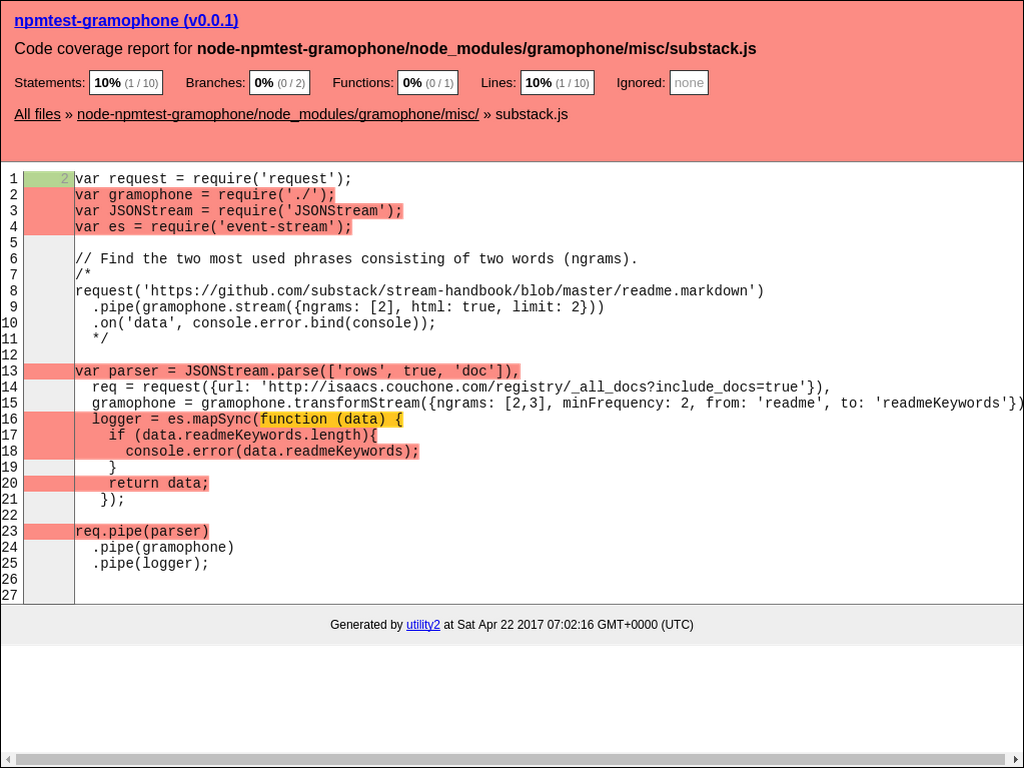 npmtest-gramophone (v0.0.1)
Code coverage report for node-npmtest-gramophone/node_modules/gramophone/misc/substack.js
Statements: 10% (1 / 10) Branches: 0% (0 / 2) Functions: 0% (0 / 1) Lines: 10% (1 / 10) Ignored: none
All files » node-npmtest-gramophone/node_modules/gramophone/misc/ » substack.js
1 2 var request = require('request');
2 var gramophone = require('./');
3 var JSONStream = require('JSONStream');
4 var es = require('event-stream');
5
6 // Find the two most used phrases consisting of two words (ngrams).
7 /*
8 request('https://github.com/substack/stream-handbook/blob/master/readme.markdown')
9 .pipe(gramophone.stream({ngrams: [2], html: true, limit: 2}))
10 .on('data', console.error.bind(console));
11 */
12
13 var parser = JSONStream.parse(['rows', true, 'doc']),
14 req = request({url: 'http://isaacs.couchone.com/registry/_all_docs?include_docs=true'}),
15 gramophone = gramophone.transformStream({ngrams: [2,3], minFrequency: 2, from: 'readme', to: 'readmeKeywords'})
16 logger = es.mapSync(function (data) {
17 if (data.readmeKeywords.length){
18 console.error(data.readmeKeywords);
19 }
20 return data;
21 });
22
23 req.pipe(parser)
24 .pipe(gramophone)
25 .pipe(logger);
26
27
Generated by utility2 at Sat Apr 22 2017 07:02:16 GMT+0000 (UTC)